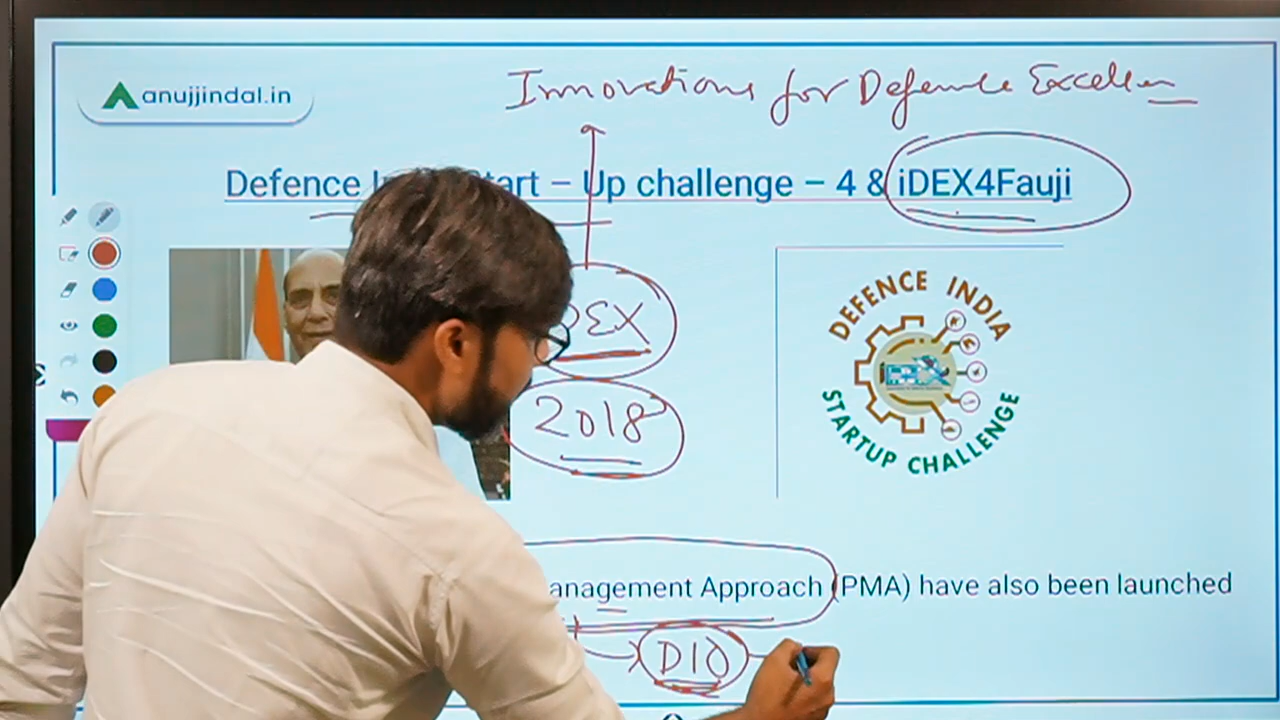 anujjindal.in
Innovations for Defence Excellen
Defence Start – Up challenge – 4 & iDEX4Fauji
DEX
2018
DEFENCE INDIA
STARTUP CHALLENGE
anagement Approach (PMA) have also been launched
DIO